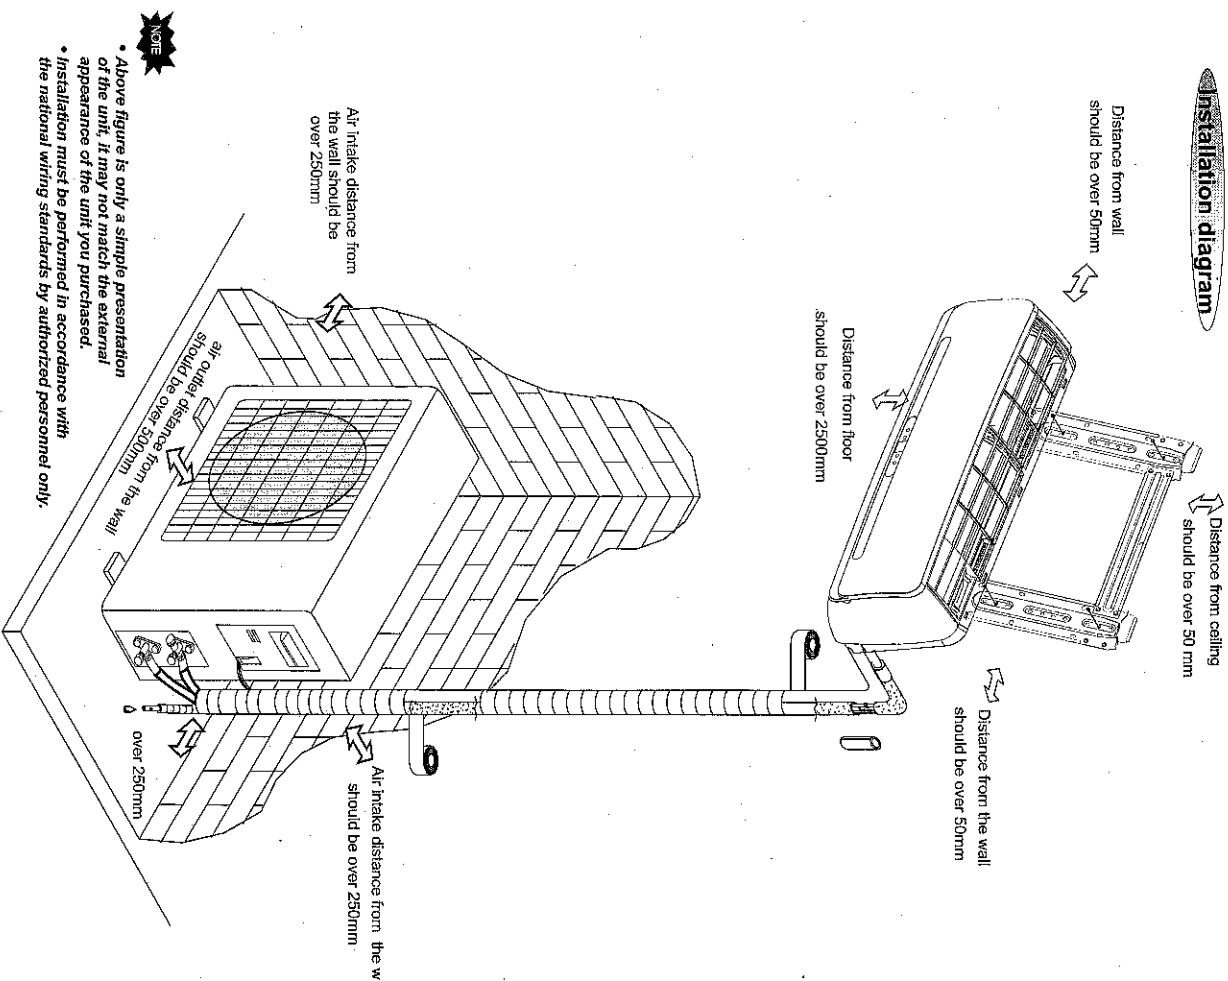 Installation diagram
Distance from ceiling
should be over 50 mm
Distance from wall
should be over 50mm
Distance from the wall
should be over 50mm
Distance from floor
should be over 2500mm
Air intake distance from
the wall should be
over 250mm
Air intake distance from the w
should be over 250mm
air outlet distance from the wall
should be over 500mm
over 250mm
NOTE
• Above figure is only a simple presentation
of the unit, it may not match the external
appearance of the unit you purchased.
• Installation must be performed in accordance with
the national wiring standards by authorized personnel only.